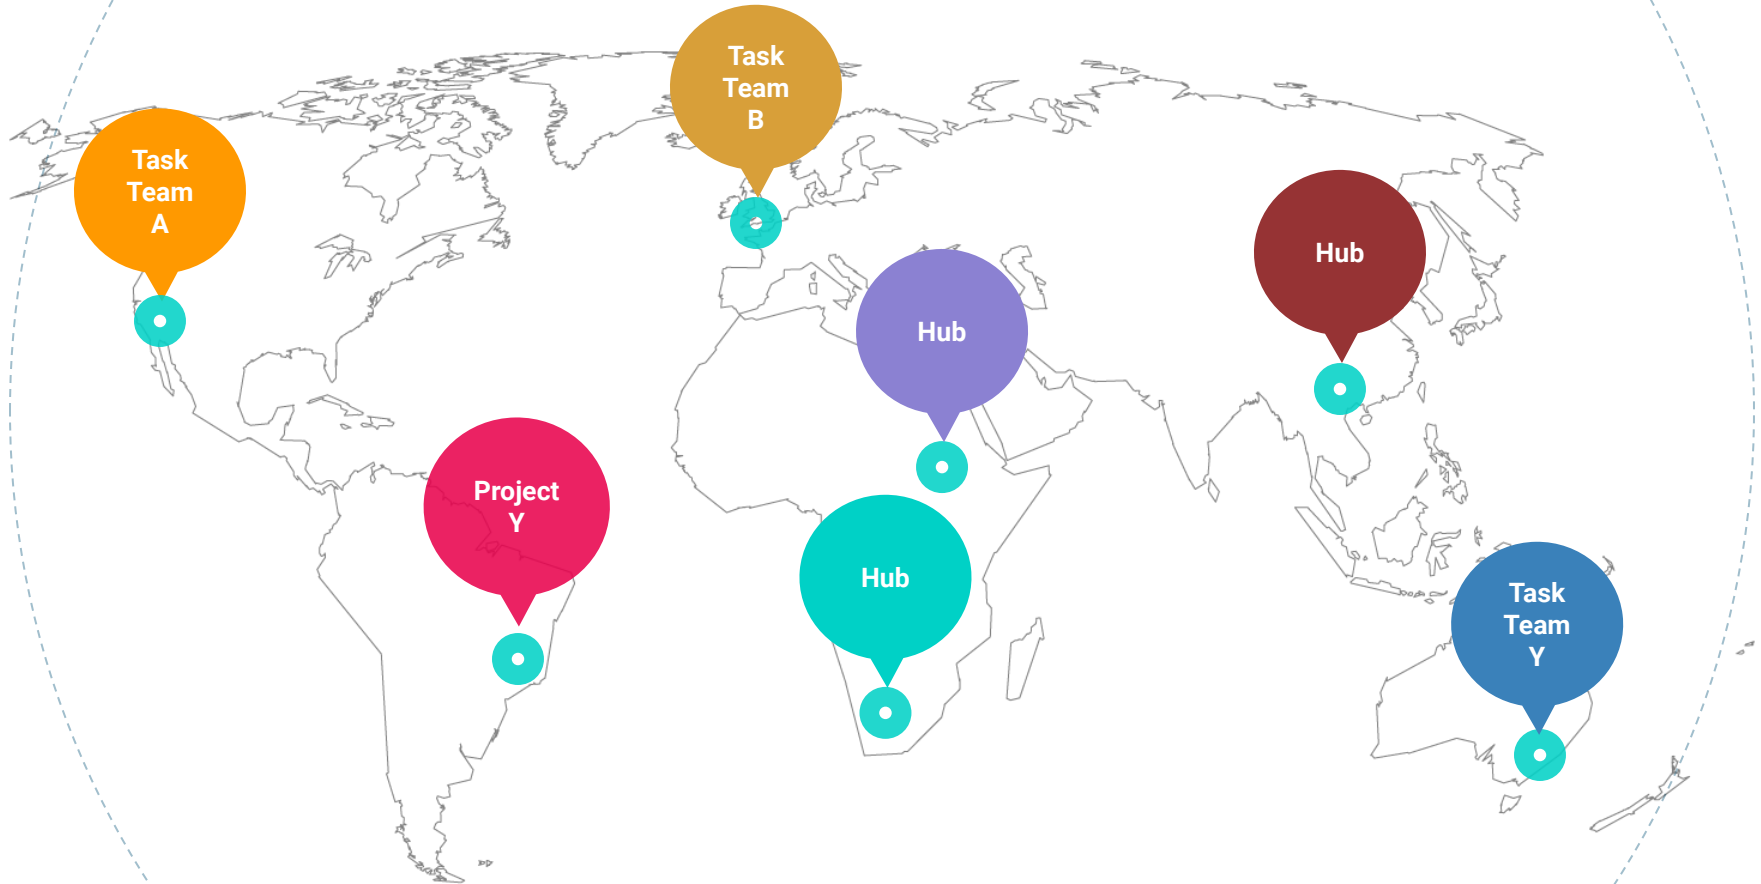 Task
Team
B
Task
Team
A
Hub
Hub
Project
Y
Hub
Task
Team
Y